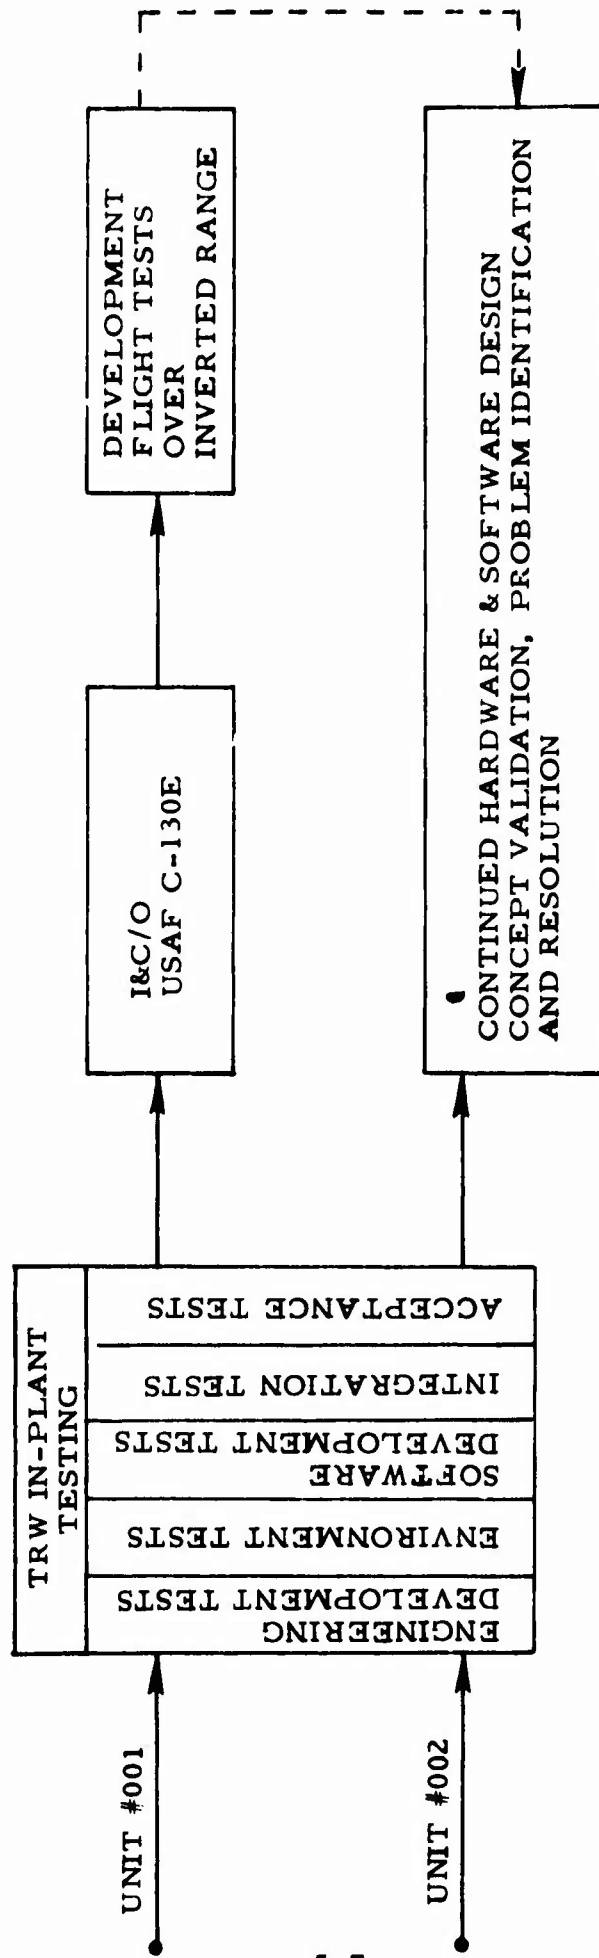 UNIT #001
UNIT #002
TRW IN-PLANT
TESTING
ENGINEERING
DEVELOPMENT TESTS
ENVIRONMENT TESTS
SOFTWARE
DEVELOPMENT TESTS
INTEGRATION TESTS
ACCEPTANCE TESTS
I&C/O
USAF C-130E
DEVELOPMENT
FLIGHT TESTS
OVER
INVERTED RANGE
CONTINUED HARDWARE & SOFTWARE DESIGN
CONCEPT VALIDATION, PROBLEM IDENTIFICATION
AND RESOLUTION